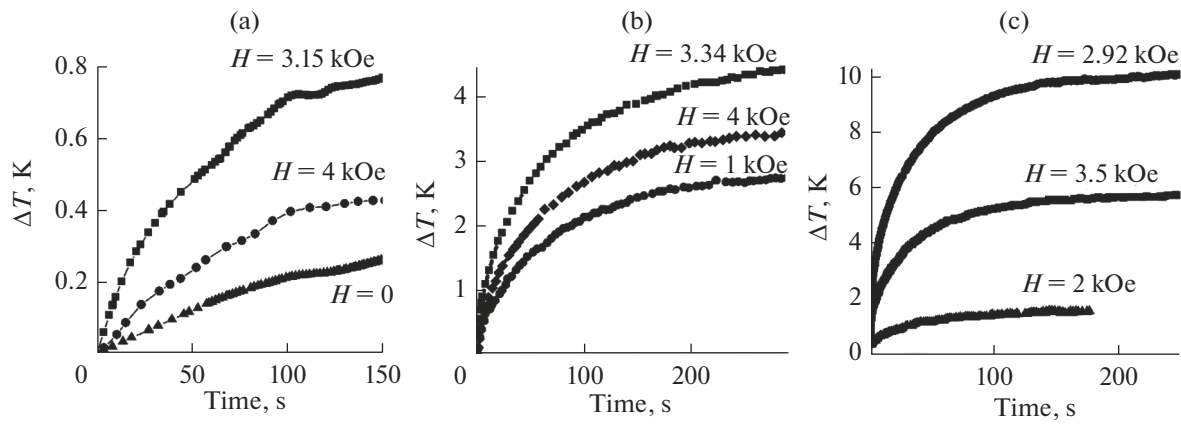 (a)
H = 3.15 kOe
0.8
0.6
H = 4 kOe
0.4
0.2
H = 0
0
50
100
150
ΔT, K
Time, s
(b)
H = 3.34 kOe
4
H = 4 kOe
3
H = 1 kOe
2
1
0
100
200
ΔT, K
Time, s
(c)
H = 2.92 kOe
10
8
H = 3.5 kOe
6
4
H = 2 kOe
2
0
100
200
ΔT, K
Time, s